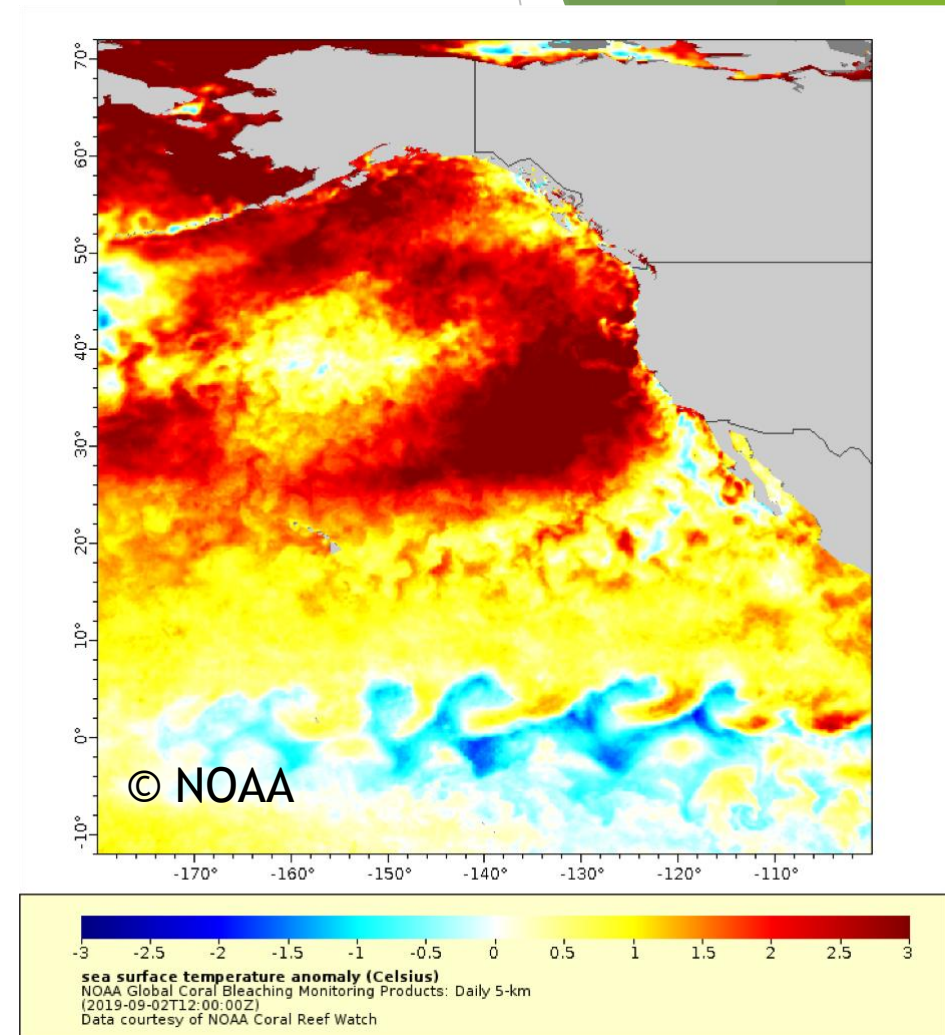 70°
60°
50°
40°
30°
20°
10°
0°
-10°
© NOAA
-170° -160° -150° -140° -130° -120° -110°
-3 -2.5 -2 -1.5 -1 -0.5 0 0.5 1 1.5 2 2.5 3
sea surface temperature anomaly (Celsius)
NOAA Global Coral Bleaching Monitoring Products: Daily 5-km
(2019-09-02T12:00:00Z)
Data courtesy of NOAA Coral Reef Watch